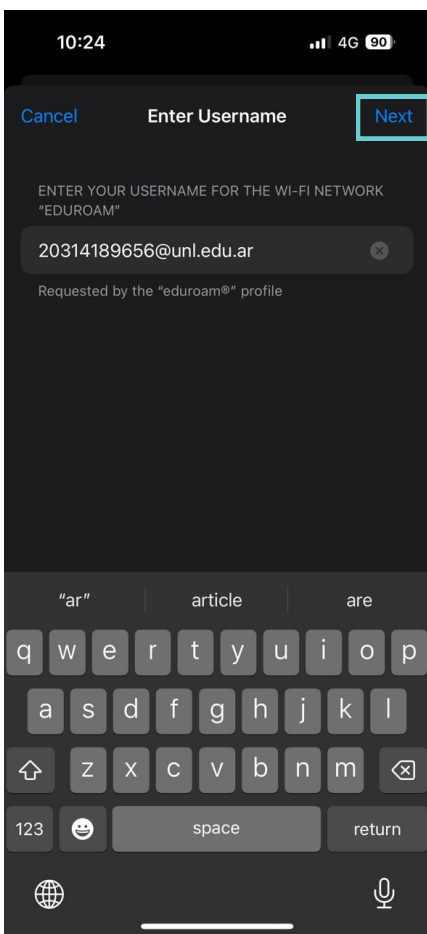 10:24 4G 90
Cancel Enter Username Next
ENTER YOUR USERNAME FOR THE WI-FI NETWORK
"EDUROAM"
20314189656@unl.edu.ar
Requested by the "eduroam®" profile
"ar" article are
q w e r t y u i o p
a s d f g h j k l
z x c v b n m
123 space return